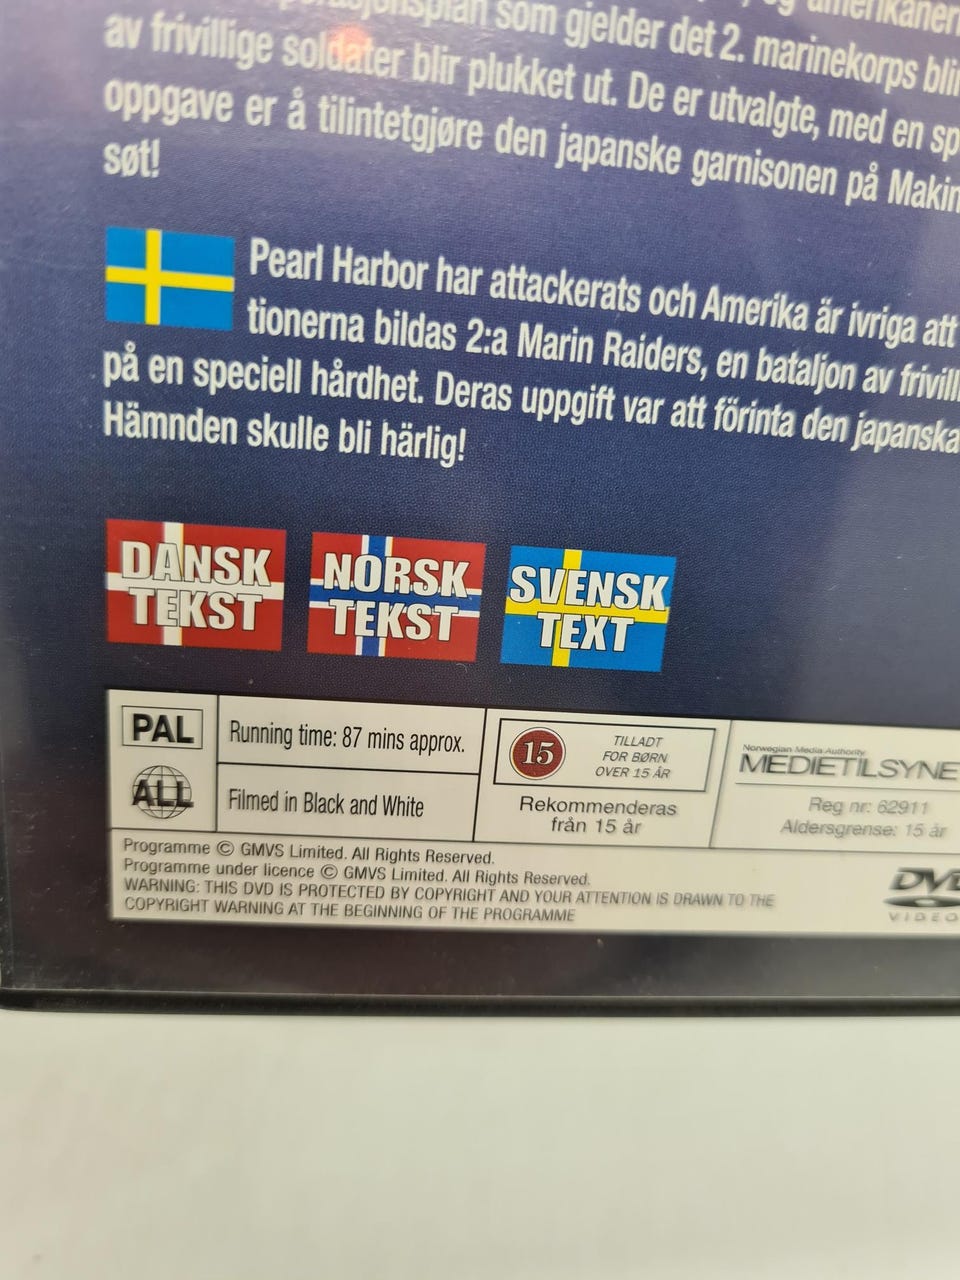 som gjelder det 2. marinekorps
av frivillige soldater blir plukket ut. De er utvalgte, med en
oppgave er å tilintetgjøre den japanske garnisonen på Makin
søt!
Pearl Harbor har attackerats och Amerika är ivriga att
tionerna bildas 2:a Marin Raiders, en bataljon av frivill
på en speciell hårdhet. Deras uppgift var att förinta den japanska
Hämnden skulle bli härlig!
DANSK
TEKST
NORSK
TEKST
SVENSK
TEXT
PAL
ALL
Running time: 87 mins approx.
Filmed in Black and White
15
TILLADT
FOR BØRN
OVER 15 ÅR
Rekommenderas
från 15 år
Norwegian Media Authority
MEDIETILSYNE
Reg nr: 62911
Aldersgrense: 15 år
Programme © GMVS Limited. All Rights Reserved.
Programme under licence © GMVS Limited. All Rights Reserved.
WARNING: THIS DVD IS PROTECTED BY COPYRIGHT AND YOUR ATTENTION IS DRAWN TO THE
COPYRIGHT WARNING AT THE BEGINNING OF THE PROGRAMME
DVD
VIDEO